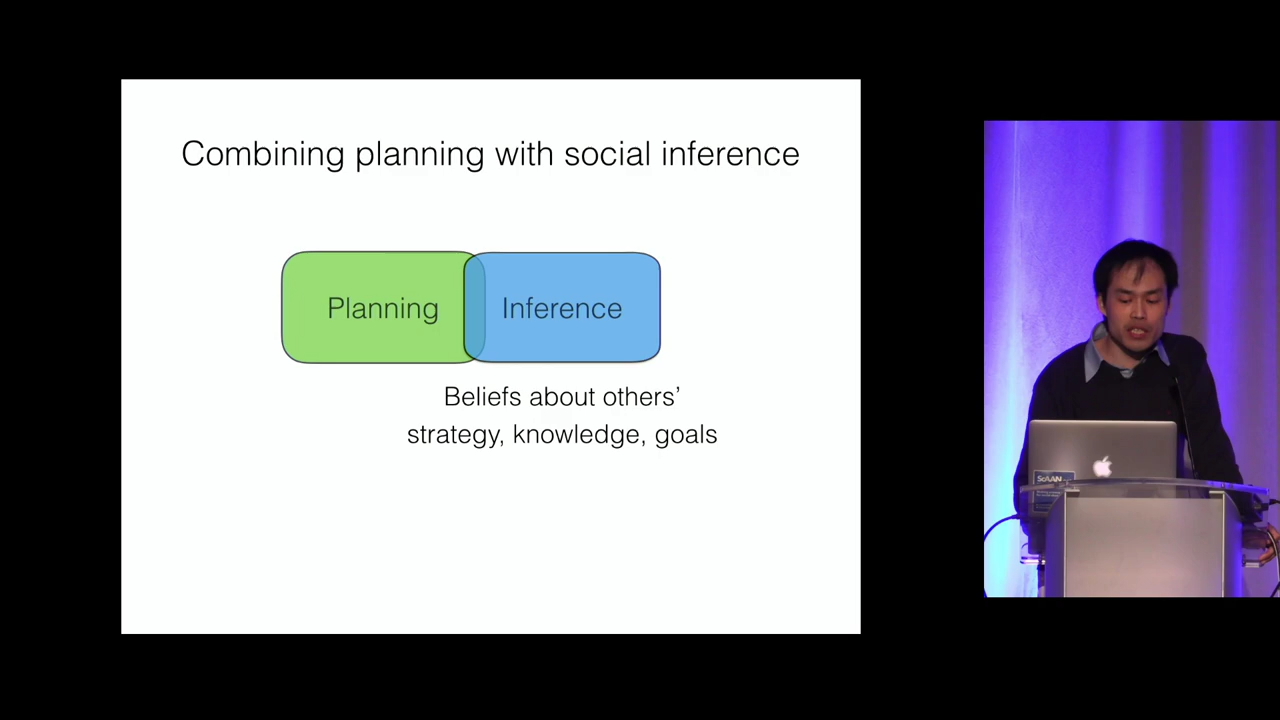 Combining planning with social inference
Planning
Inference
Beliefs about others’
strategy, knowledge, goals